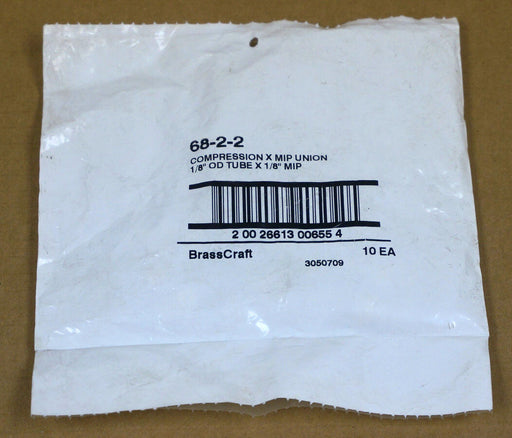 68-2-2
COMPRESSION X MIP UNION
1/8" OD TUBE X 1/8" MIP
2 00 26613 00655 4
BrassCraft 10 EA
3050709